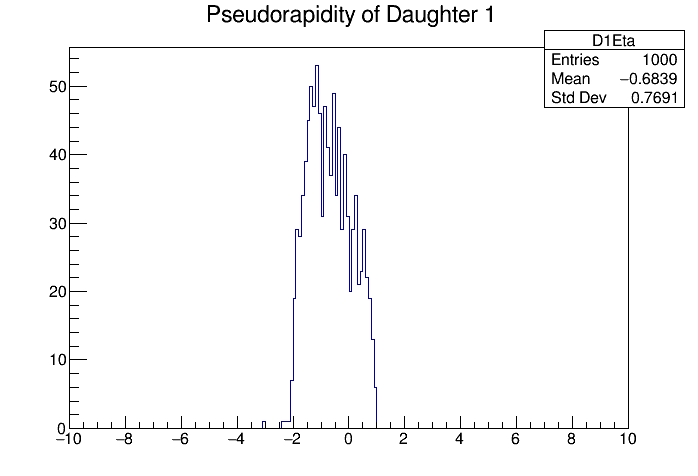 Pseudorapidity of Daughter 1
D1Eta
Entries 1000
Mean −0.6839
Std Dev 0.7691
50
40
30
20
10
0
−10 −8 −6 −4 −2 0 2 4 6 8 10